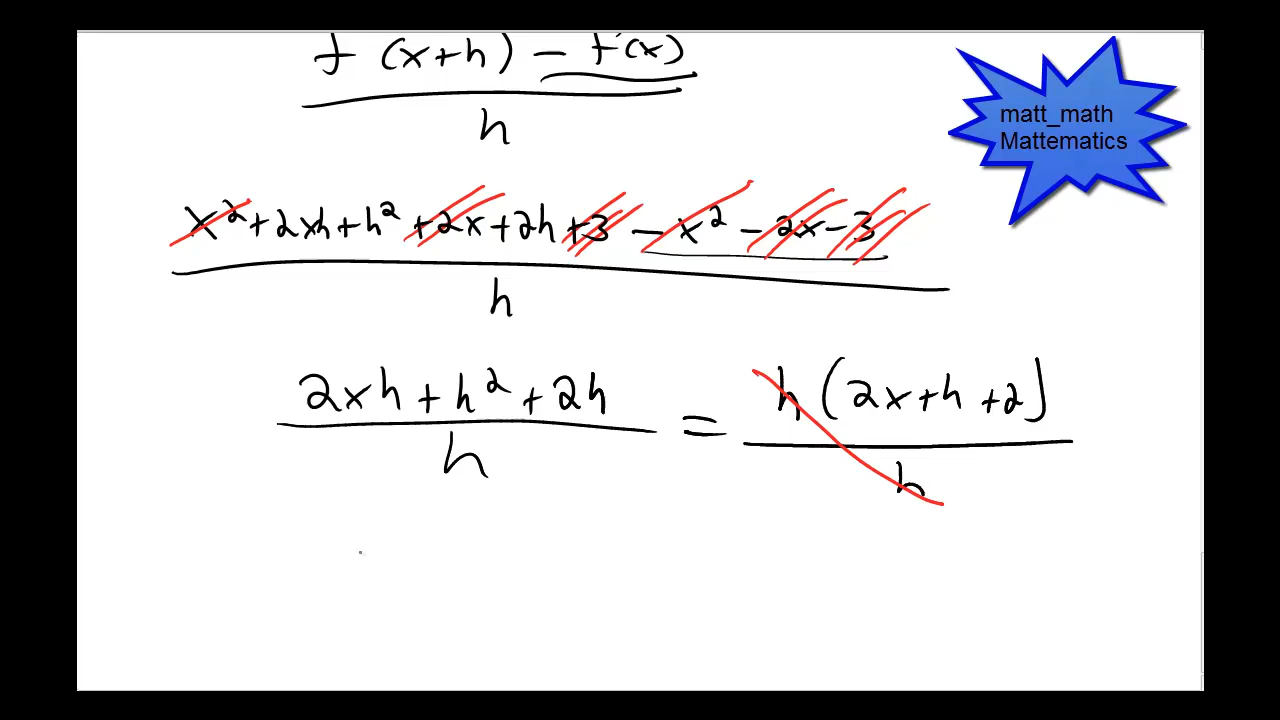 f(x+h) - f(x)
h
matt_math
Mattematics
x²+2xh+h²+2x+2h+3 - x² - 2x - 3
h
2xh+h²+2h = h(2x+h+2)
h h